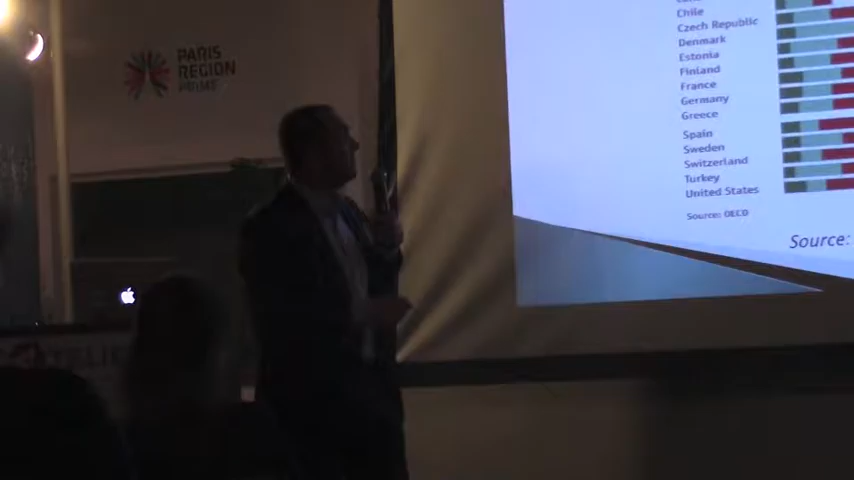 PARIS
REGION
PRIME
Chile
Czech Republic
Denmark
Estonia
Finland
France
Germany
Greece
Spain
Sweden
Switzerland
Turkey
United States
Source: OECD
Source: